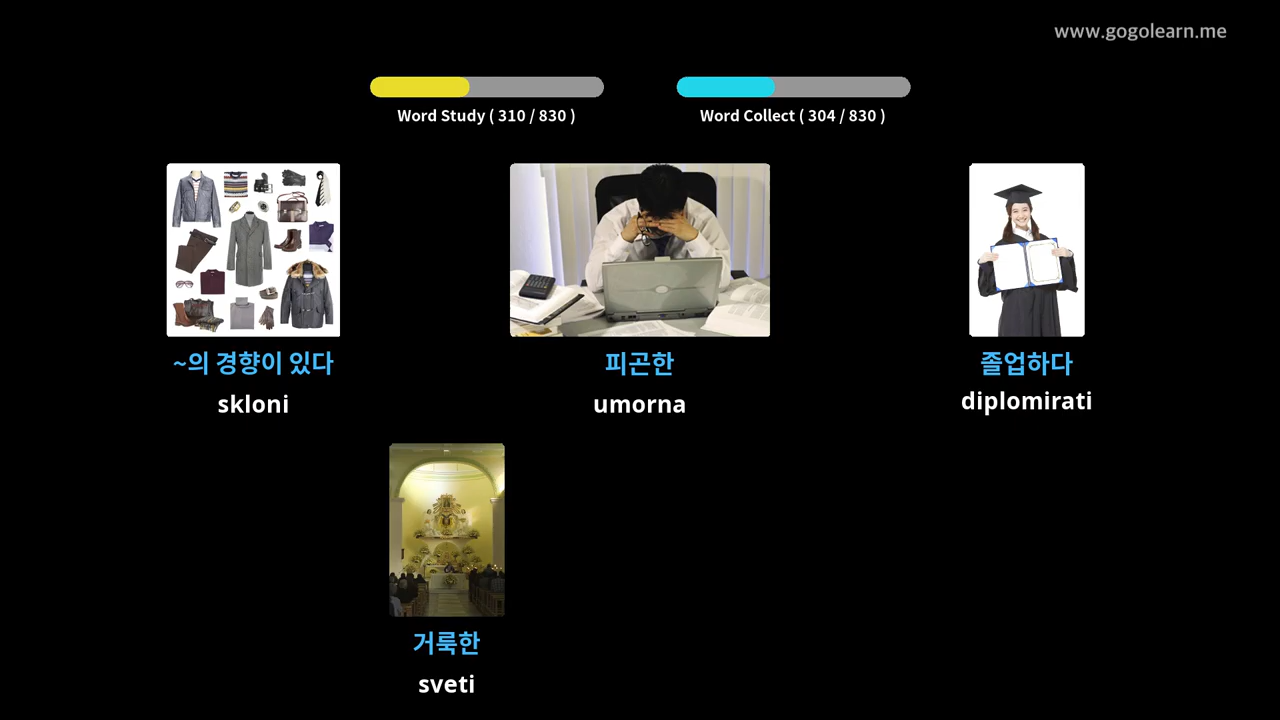 www.gogolearn.me
Word Study ( 310 / 830 )
Word Collect ( 304 / 830 )
~의 경향이 있다
skloni
피곤한
umorna
졸업하다
diplomirati
거룩한
sveti